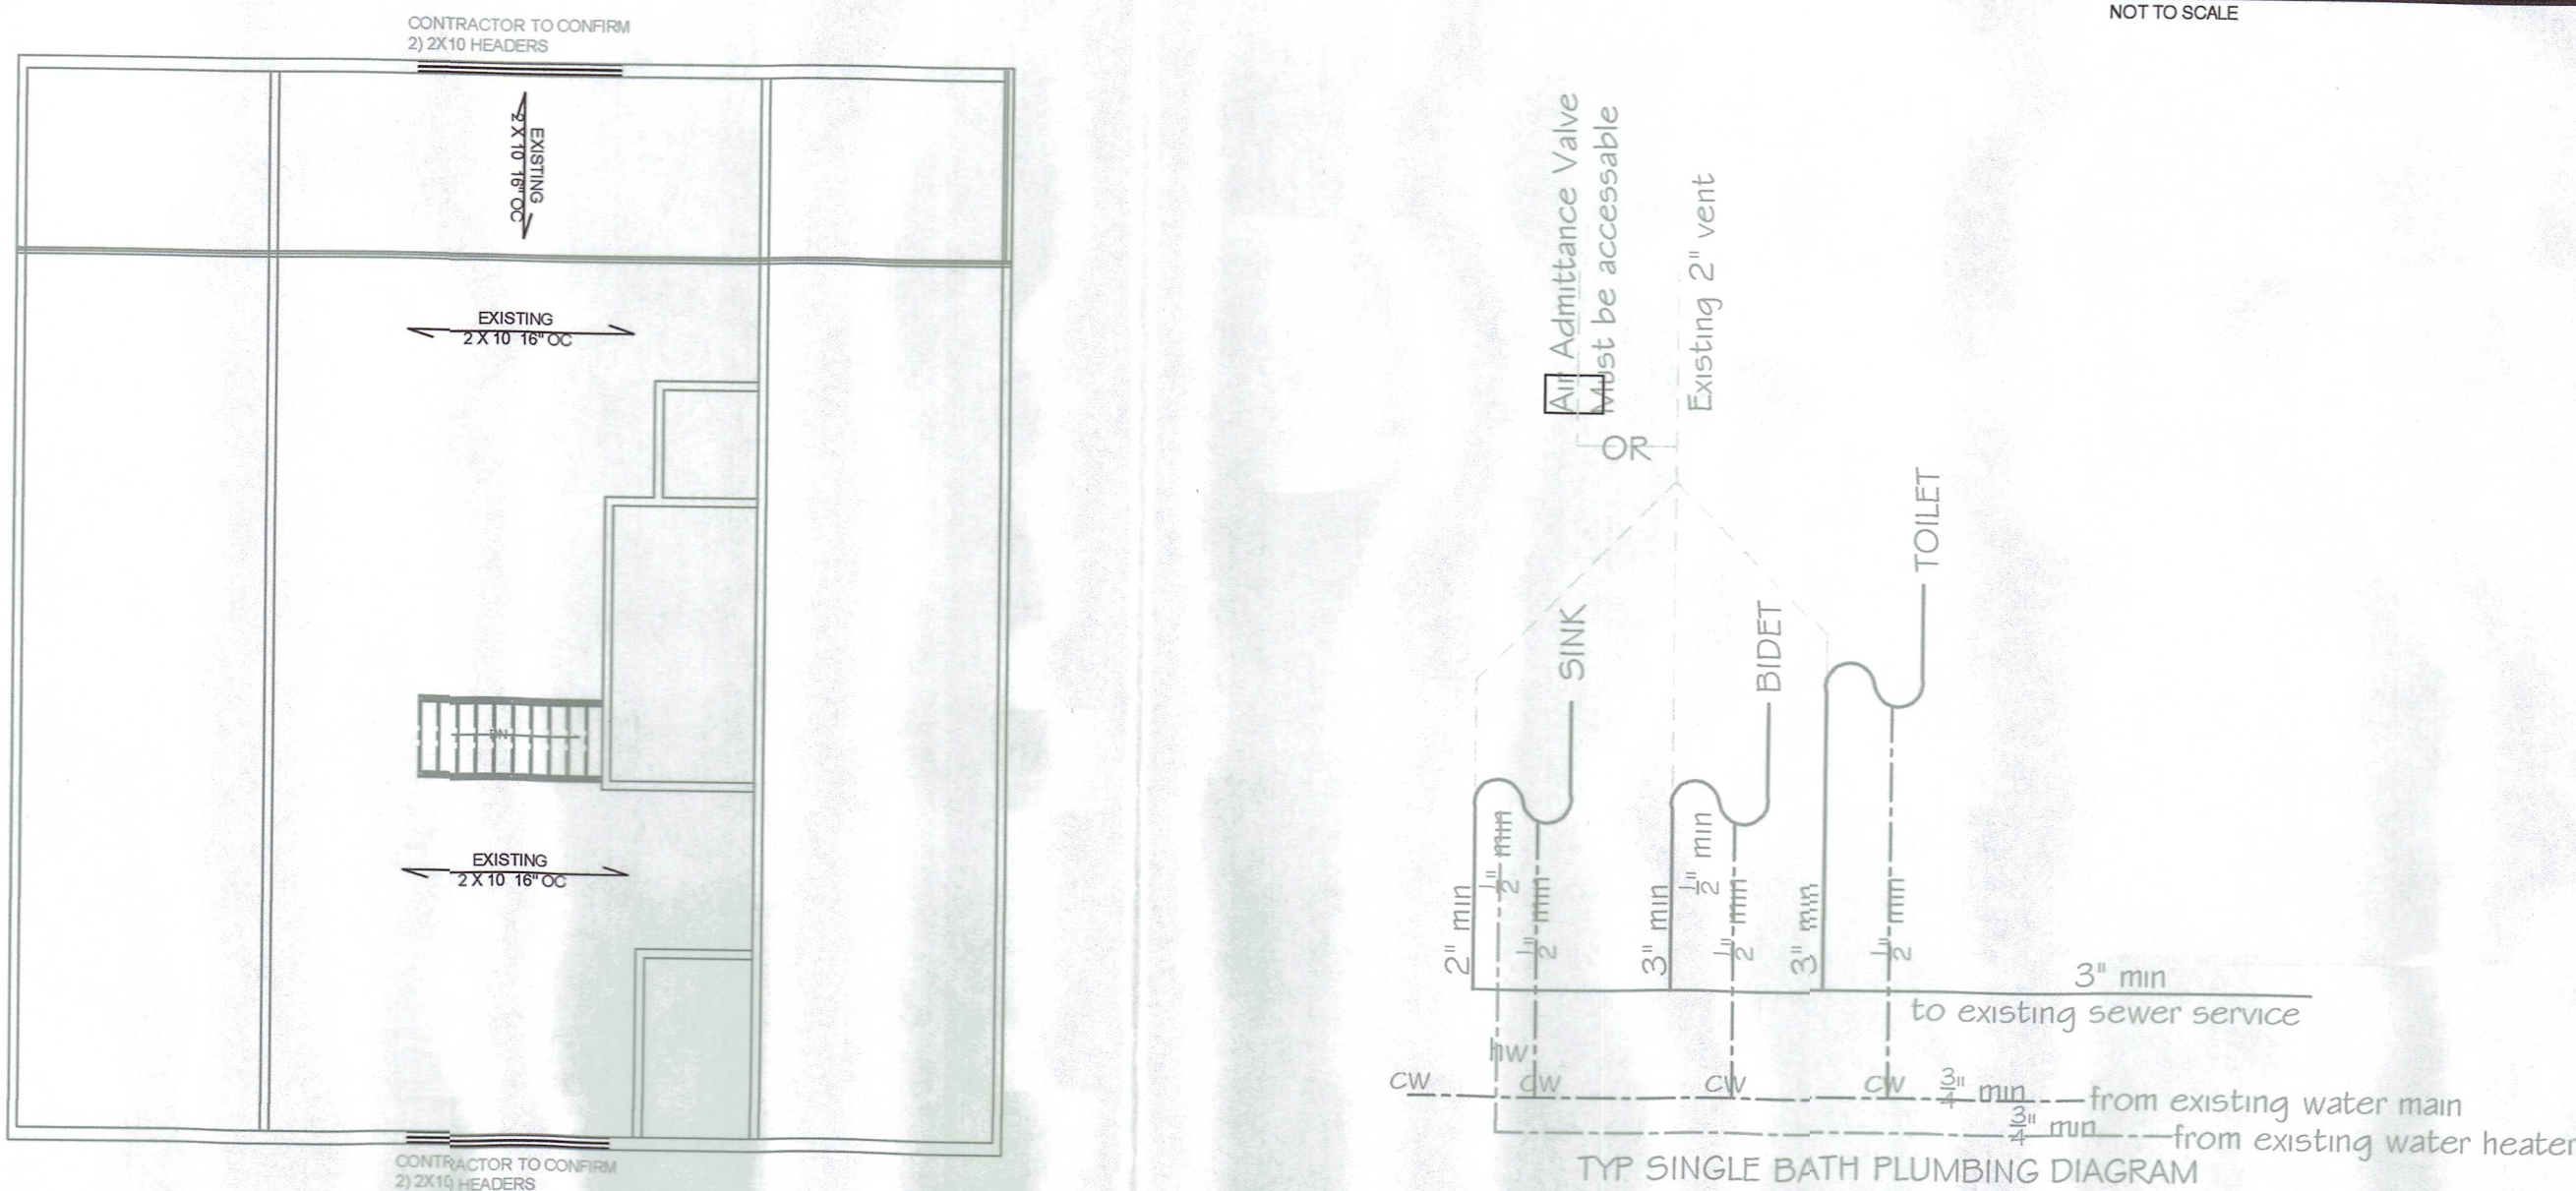 CONTRACTOR TO CONFIRM
2) 2X10 HEADERS
EXISTING
2 X 10 16" OC
EXISTING
2 X 10 16" OC
DN
EXISTING
2 X 10 16" OC
CONTRACTOR TO CONFIRM
2) 2X10 HEADERS
NOT TO SCALE
Air Admittance Valve
Must be accessable
Existing 2" vent
OR
SINK
BIDET
TOILET
2" min
1/2" min
1/2" min
3" min
1/2" min
1/2" min
3" min
1/2" min
3" min
to existing sewer service
hw
CW
CW
CW
CW
3/4" min
from existing water main
3/4" min
from existing water heater
TYP SINGLE BATH PLUMBING DIAGRAM